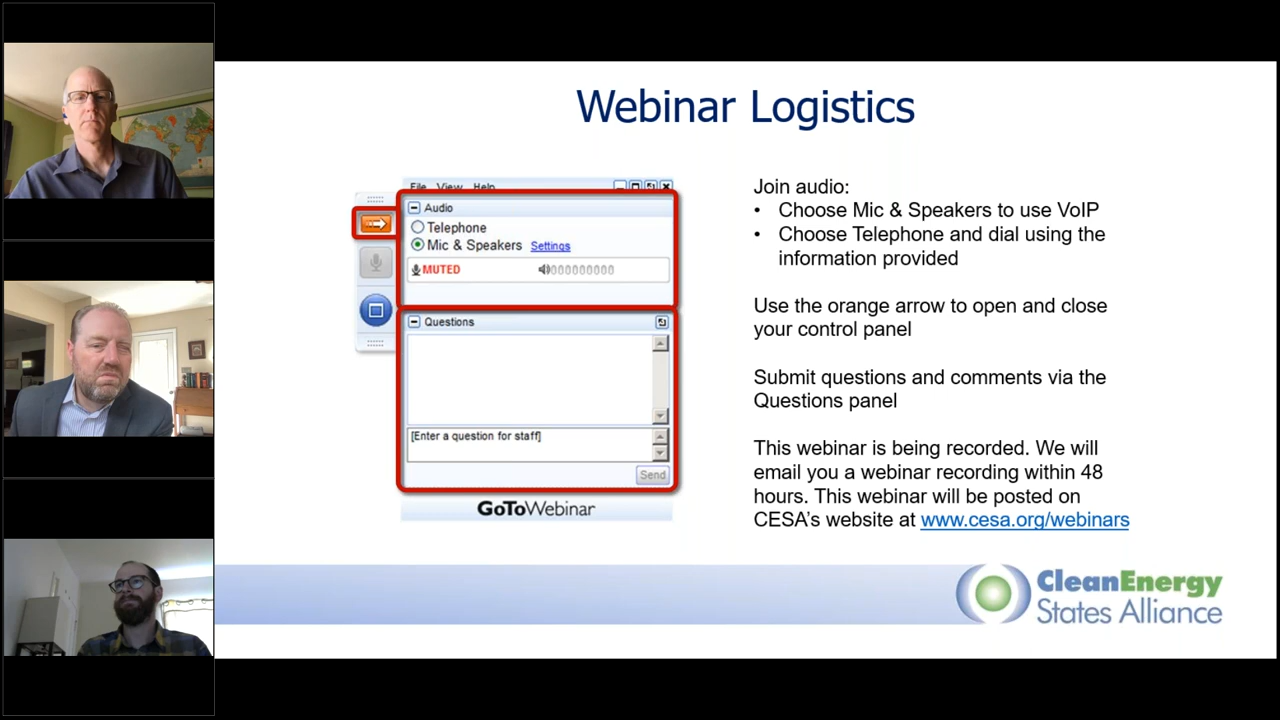 Webinar Logistics
File View Help
Audio
Telephone
Mic & Speakers Settings
MUTED
Questions
[Enter a question for staff]
Send
GoToWebinar
Join audio:
• Choose Mic & Speakers to use VoIP
• Choose Telephone and dial using the
information provided
Use the orange arrow to open and close
your control panel
Submit questions and comments via the
Questions panel
This webinar is being recorded. We will
email you a webinar recording within 48
hours. This webinar will be posted on
CESA's website at www.cesa.org/webinars
CleanEnergy
States Alliance